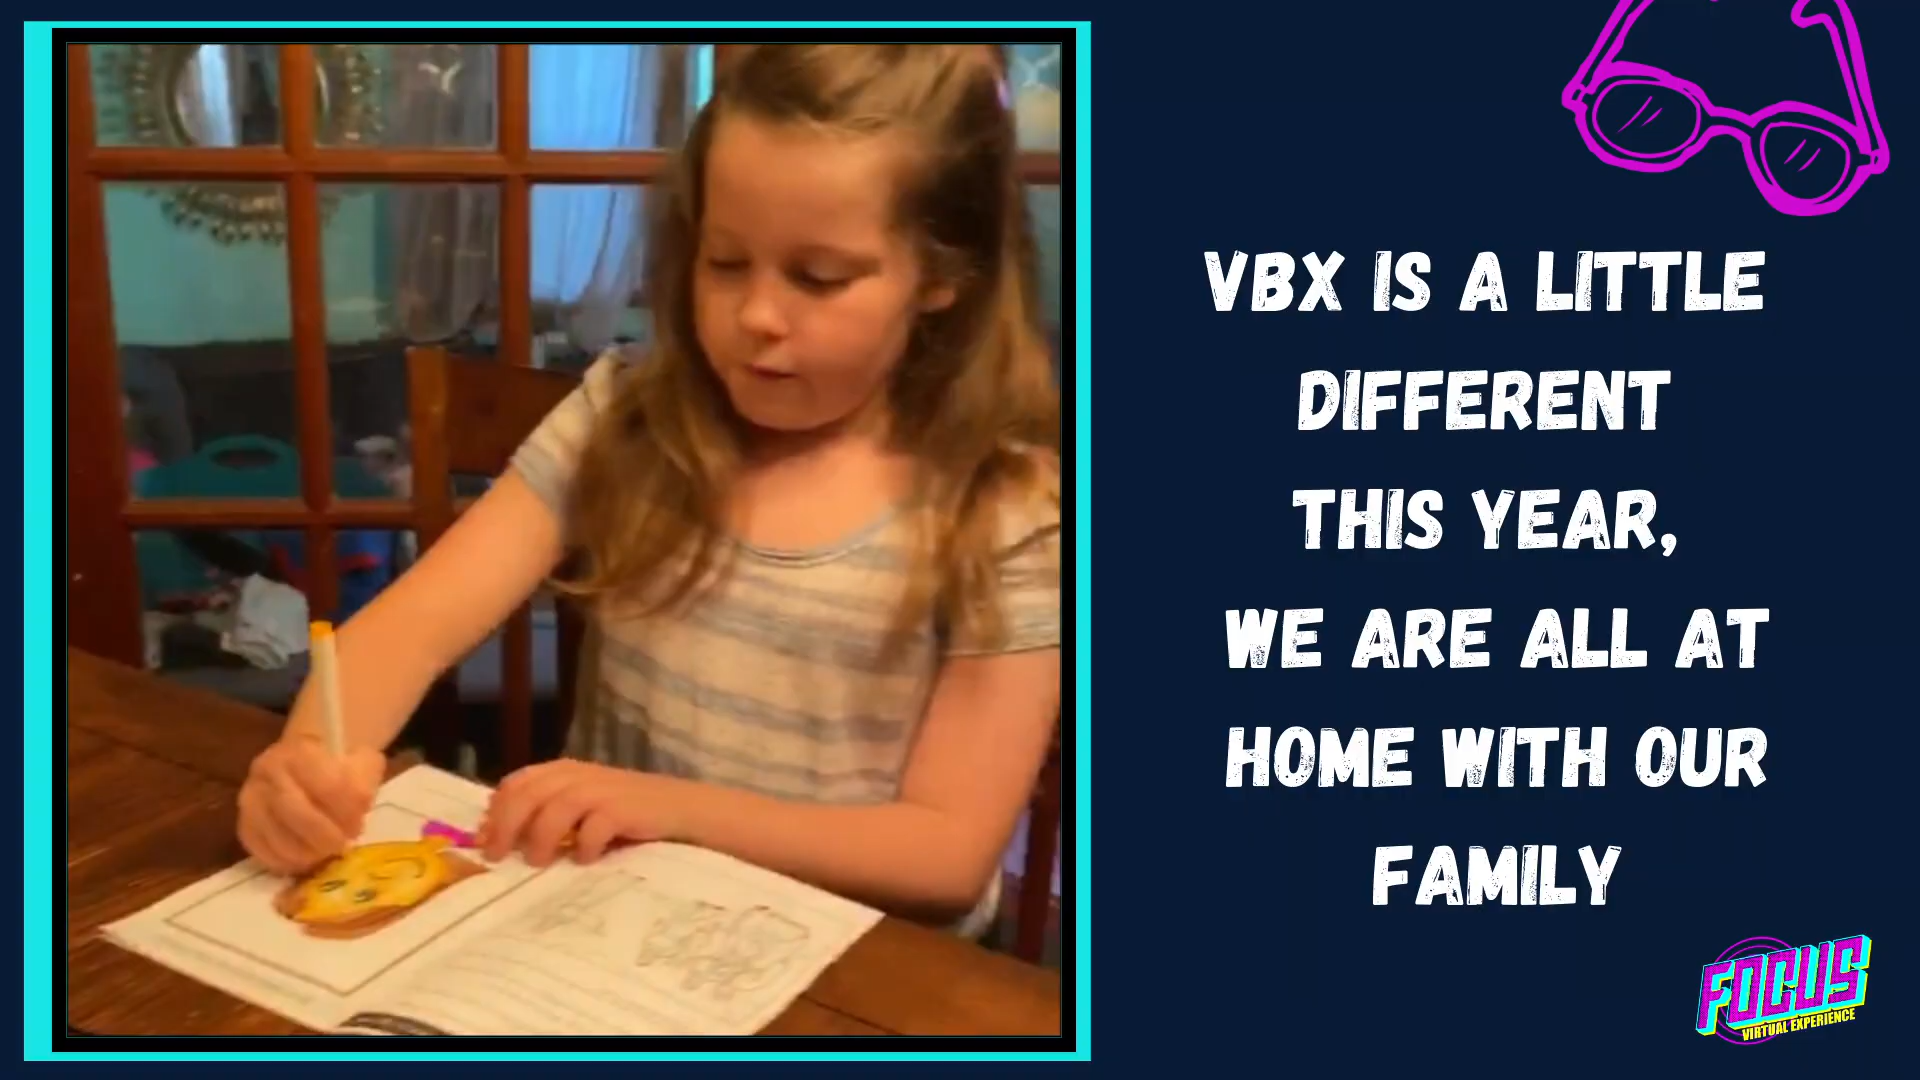 VBX IS A LITTLE
DIFFERENT
THIS YEAR,
WE ARE ALL AT
HOME WITH OUR
FAMILY
FOCUS
VIRTUAL EXPERIENCE